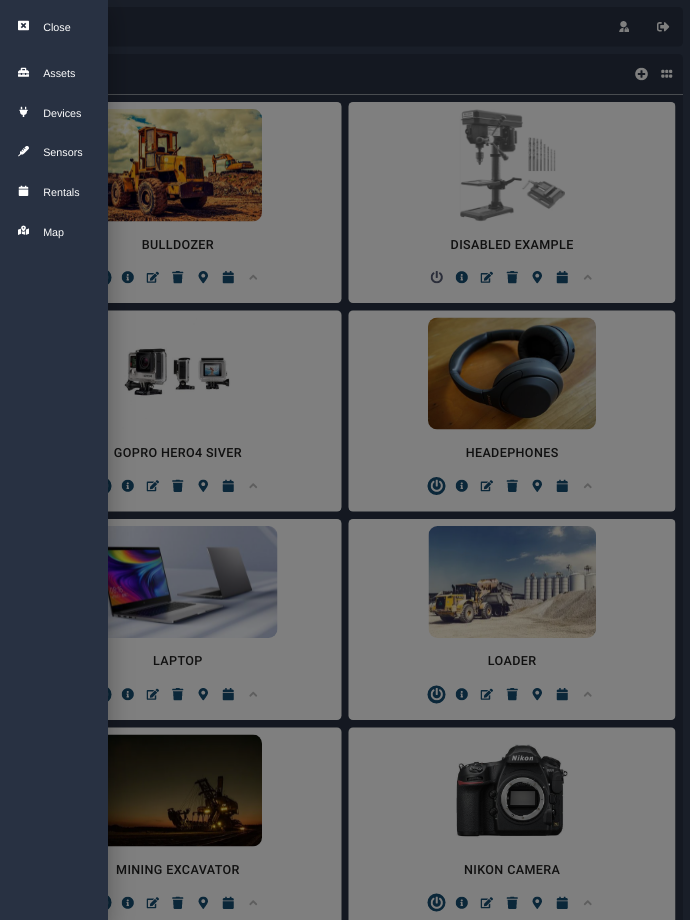 Close
Assets
Devices
Sensors
Rentals
Map
BULLDOZER
DISABLED EXAMPLE
GOPRO HERO4 SIVER
HEADEPHONES
LAPTOP
LOADER
Nikon
MINING EXCAVATOR
NIKON CAMERA